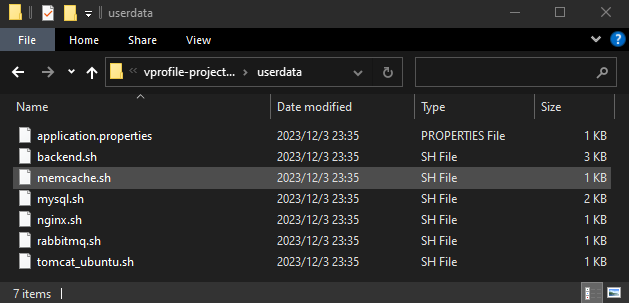 userdata
File Home Share View
vprofile-project... userdata
Name Date modified Type Size
application.properties 2023/12/3 23:35 PROPERTIES File 1 KB
backend.sh 2023/12/3 23:35 SH File 3 KB
memcache.sh 2023/12/3 23:35 SH File 1 KB
mysql.sh 2023/12/3 23:35 SH File 2 KB
nginx.sh 2023/12/3 23:35 SH File 1 KB
rabbitmq.sh 2023/12/3 23:35 SH File 1 KB
tomcat_ubuntu.sh 2023/12/3 23:35 SH File 1 KB
7 items